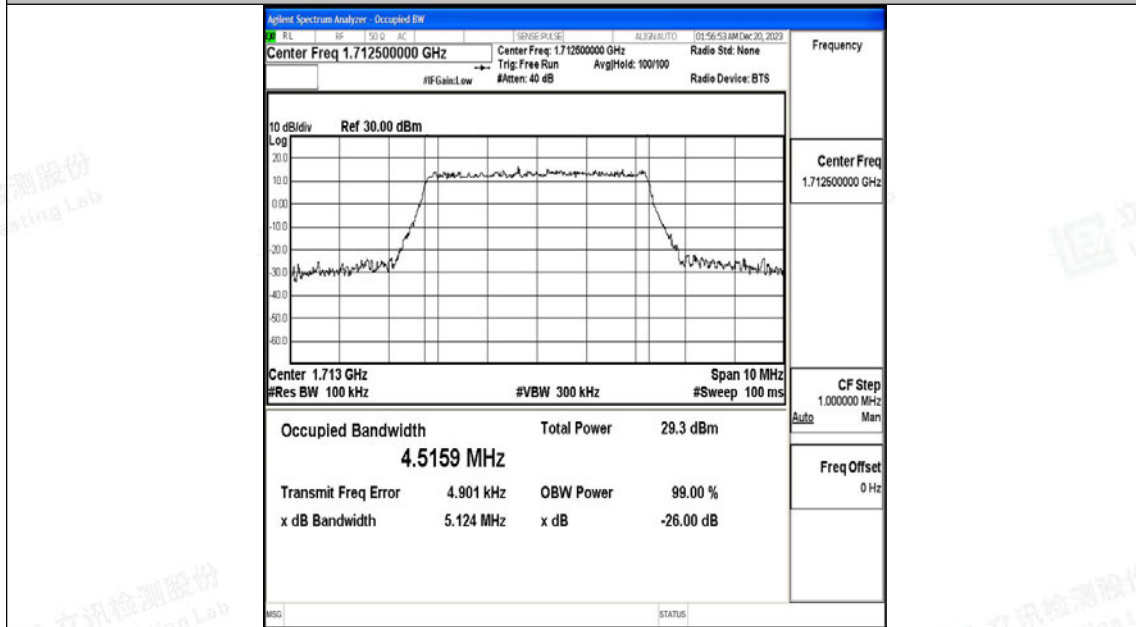 Agilent Spectrum Analyzer - Occupied BW
RL RF 50 Ω AC SENSE:PULSE ALIGNAUTO 01:56:53 AM Dec 20, 2023
Center Freq 1.712500000 GHz
Center Freq: 1.712500000 GHz
Radio Std: None
Trig: Free Run Avg|Hold: 100/100
#IFGain:Low
#Atten: 40 dB
Radio Device: BTS
Frequency
10 dB/div Ref 30.00 dBm
Log
20.0
10.0
0.00
-10.0
-20.0
-30.0
-40.0
-50.0
-60.0
Center 1.713 GHz
Span 10 MHz
#Res BW 100 kHz
#VBW 300 kHz
#Sweep 100 ms
Center Freq
1.712500000 GHz
CF Step
1.000000 MHz
Auto Man
Freq Offset
0 Hz
Occupied Bandwidth
Total Power 29.3 dBm
4.5159 MHz
Transmit Freq Error 4.901 kHz
OBW Power 99.00 %
x dB Bandwidth 5.124 MHz
x dB -26.00 dB
MSG
STATUS
立讯检测股份